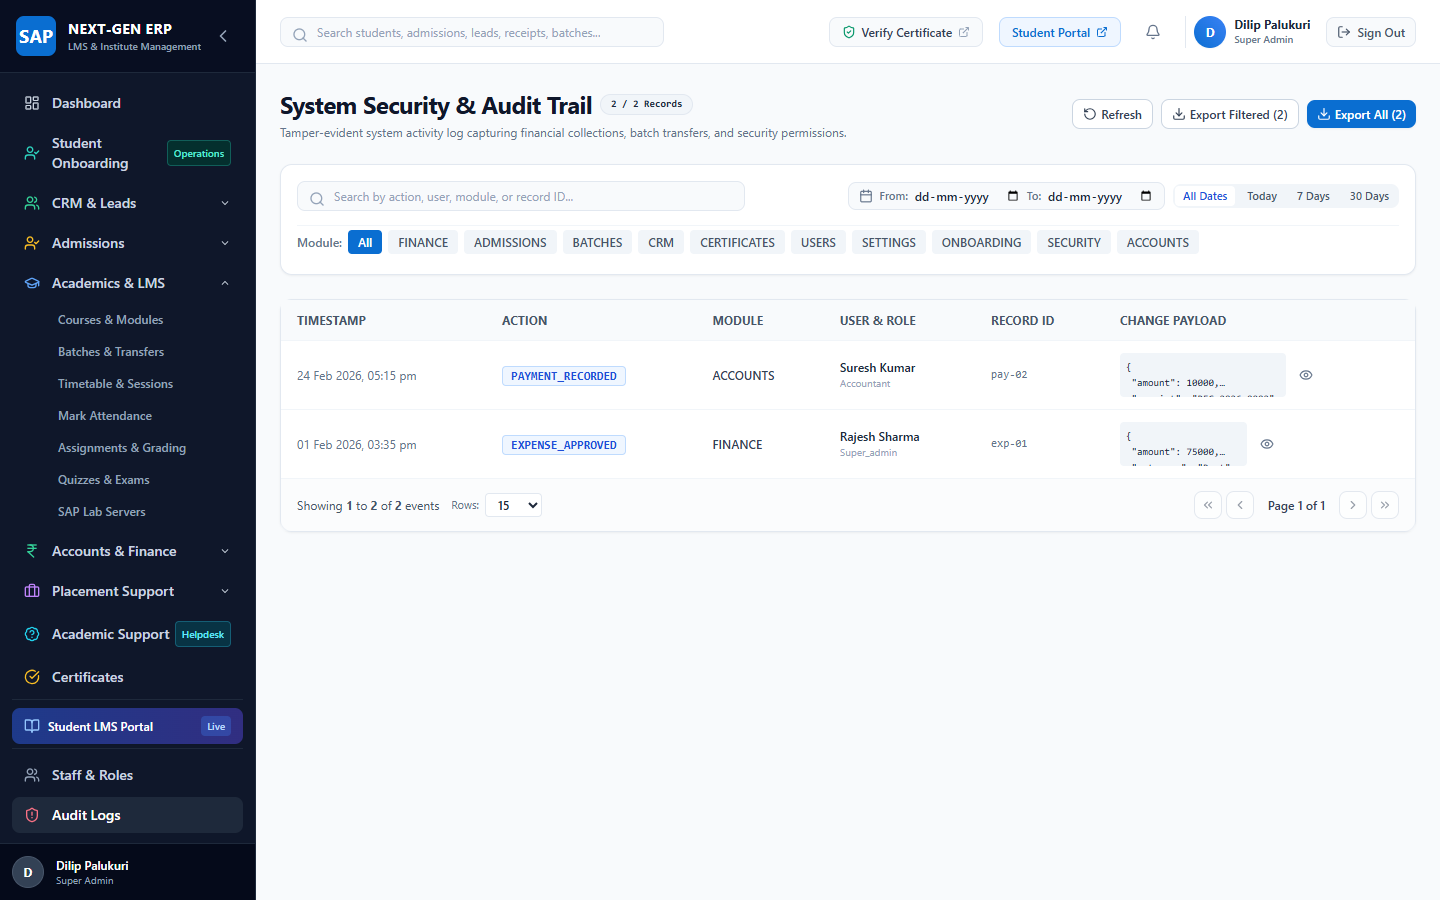 SAP
NEXT-GEN ERP
LMS & Institute Management
Dashboard
Student Onboarding
Operations
CRM & Leads
Admissions
Academics & LMS
Courses & Modules
Batches & Transfers
Timetable & Sessions
Mark Attendance
Assignments & Grading
Quizzes & Exams
SAP Lab Servers
Accounts & Finance
Placement Support
Academic Support
Helpdesk
Certificates
Student LMS Portal
Live
Staff & Roles
Audit Logs
D
Dilip Palukuri
Super Admin
Search students, admissions, leads, receipts, batches...
Verify Certificate
Student Portal
D
Dilip Palukuri
Super Admin
Sign Out
System Security & Audit Trail
2 / 2 Records
Tamper-evident system activity log capturing financial collections, batch transfers, and security permissions.
Refresh
Export Filtered (2)
Export All (2)
Search by action, user, module, or record ID...
From: dd-mm-yyyy To: dd-mm-yyyy
All Dates Today 7 Days 30 Days
Module: All FINANCE ADMISSIONS BATCHES CRM CERTIFICATES USERS SETTINGS ONBOARDING SECURITY ACCOUNTS
TIMESTAMP ACTION MODULE USER & ROLE RECORD ID CHANGE PAYLOAD
24 Feb 2026, 05:15 pm PAYMENT_RECORDED ACCOUNTS Suresh Kumar Accountant pay-02
{
"amount": 10000,…
01 Feb 2026, 03:35 pm EXPENSE_APPROVED FINANCE Rajesh Sharma Super_admin exp-01
{
"amount": 75000,…
Showing 1 to 2 of 2 events Rows: 15
« ‹ Page 1 of 1 › »